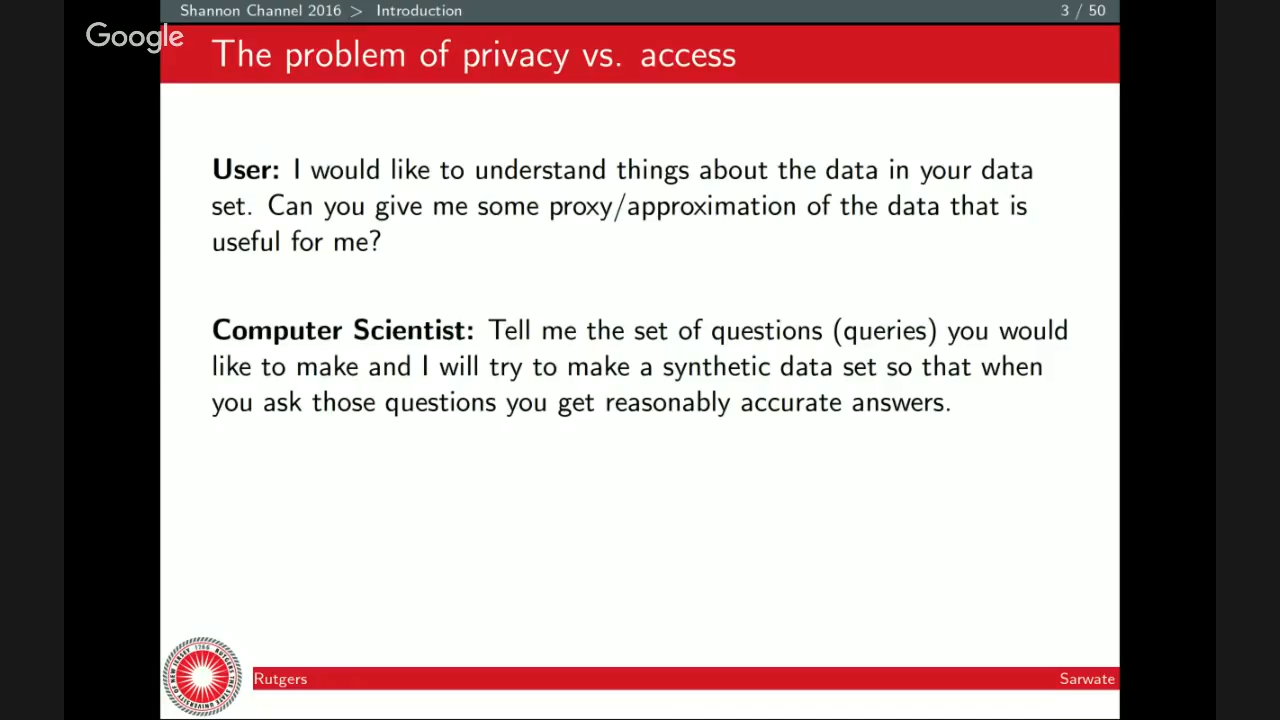 Shannon Channel 2016 > Introduction 3 / 50
Google
The problem of privacy vs. access
User: I would like to understand things about the data in your data
set. Can you give me some proxy/approximation of the data that is
useful for me?
Computer Scientist: Tell me the set of questions (queries) you would
like to make and I will try to make a synthetic data set so that when
you ask those questions you get reasonably accurate answers.
Rutgers Sarwate